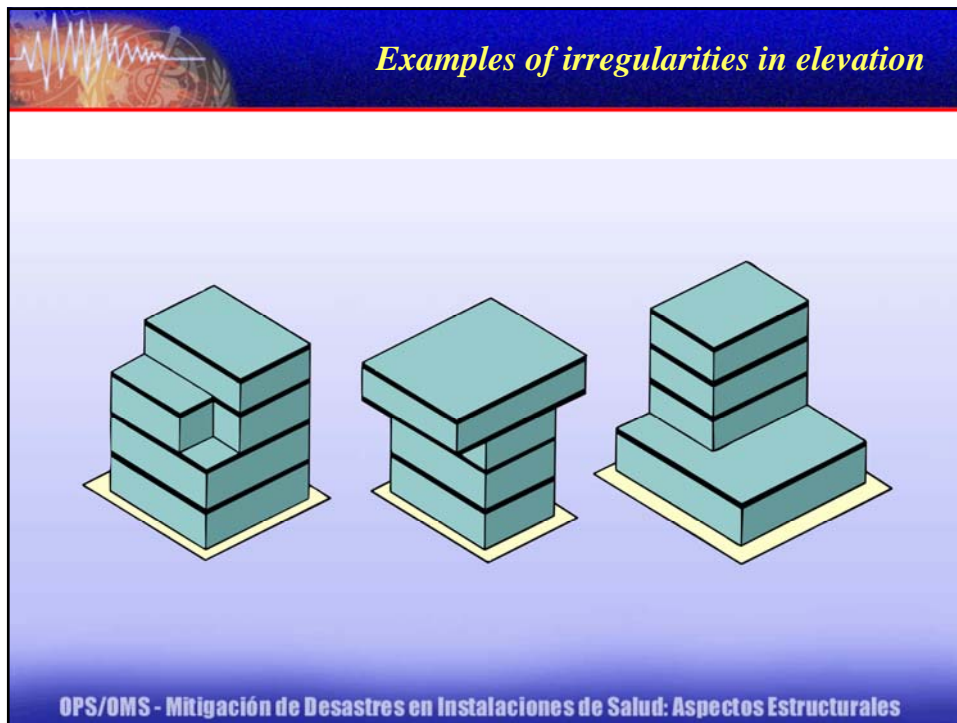 Examples of irregularities in elevation
OPS/OMS - Mitigación de Desastres en Instalaciones de Salud: Aspectos Estructurales